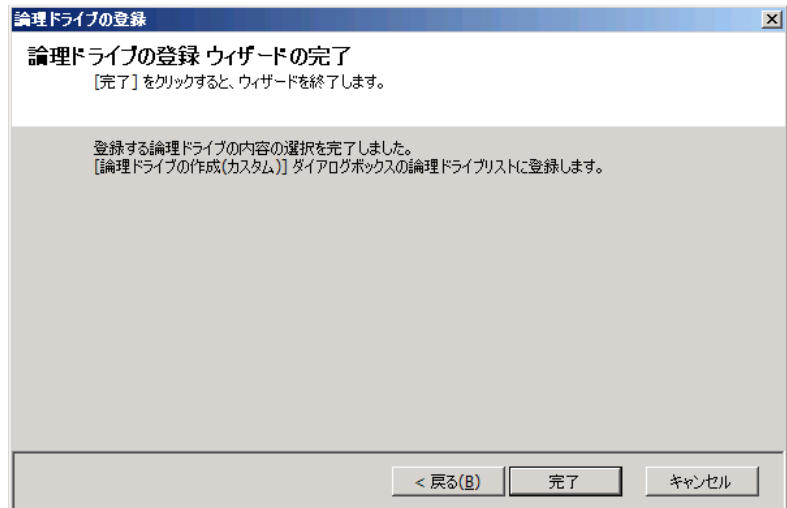 論理ドライブの登録
論理ドライブの登録 ウィザードの完了
[完了] をクリックすると、ウィザードを終了します。
登録する論理ドライブの内容の選択を完了しました。
[論理ドライブの作成(カスタム)] ダイアログボックスの論理ドライブリストに登録します。
< 戻る(B) 完了 キャンセル